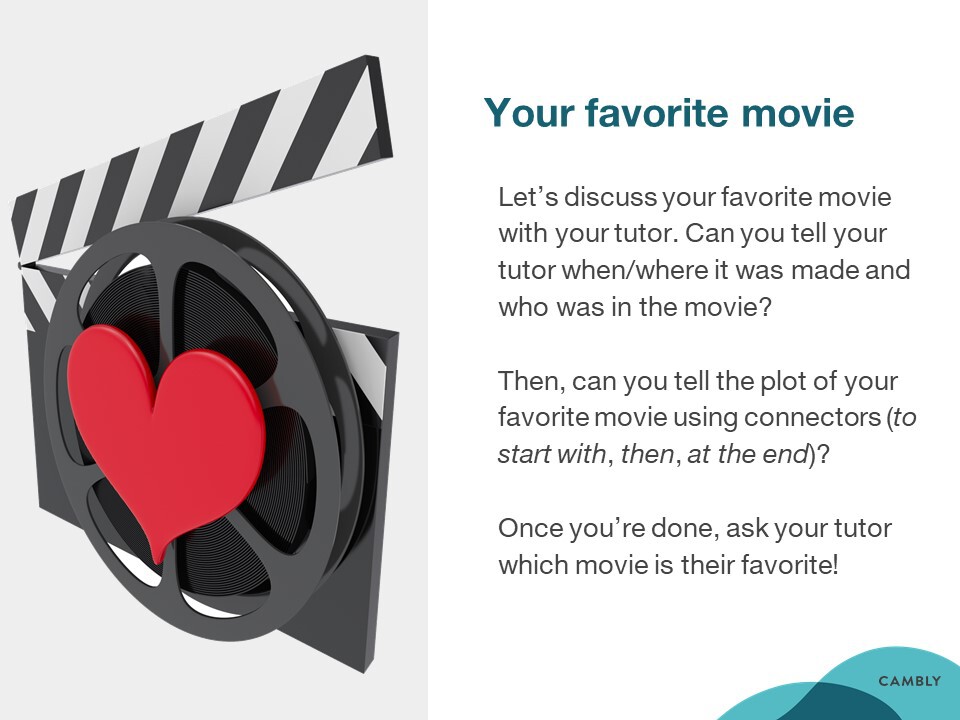 Your favorite movie
Let’s discuss your favorite movie
with your tutor. Can you tell your
tutor when/where it was made and
who was in the movie?
Then, can you tell the plot of your
favorite movie using connectors (to
start with, then, at the end)?
Once you’re done, ask your tutor
which movie is their favorite!
CAMBLY